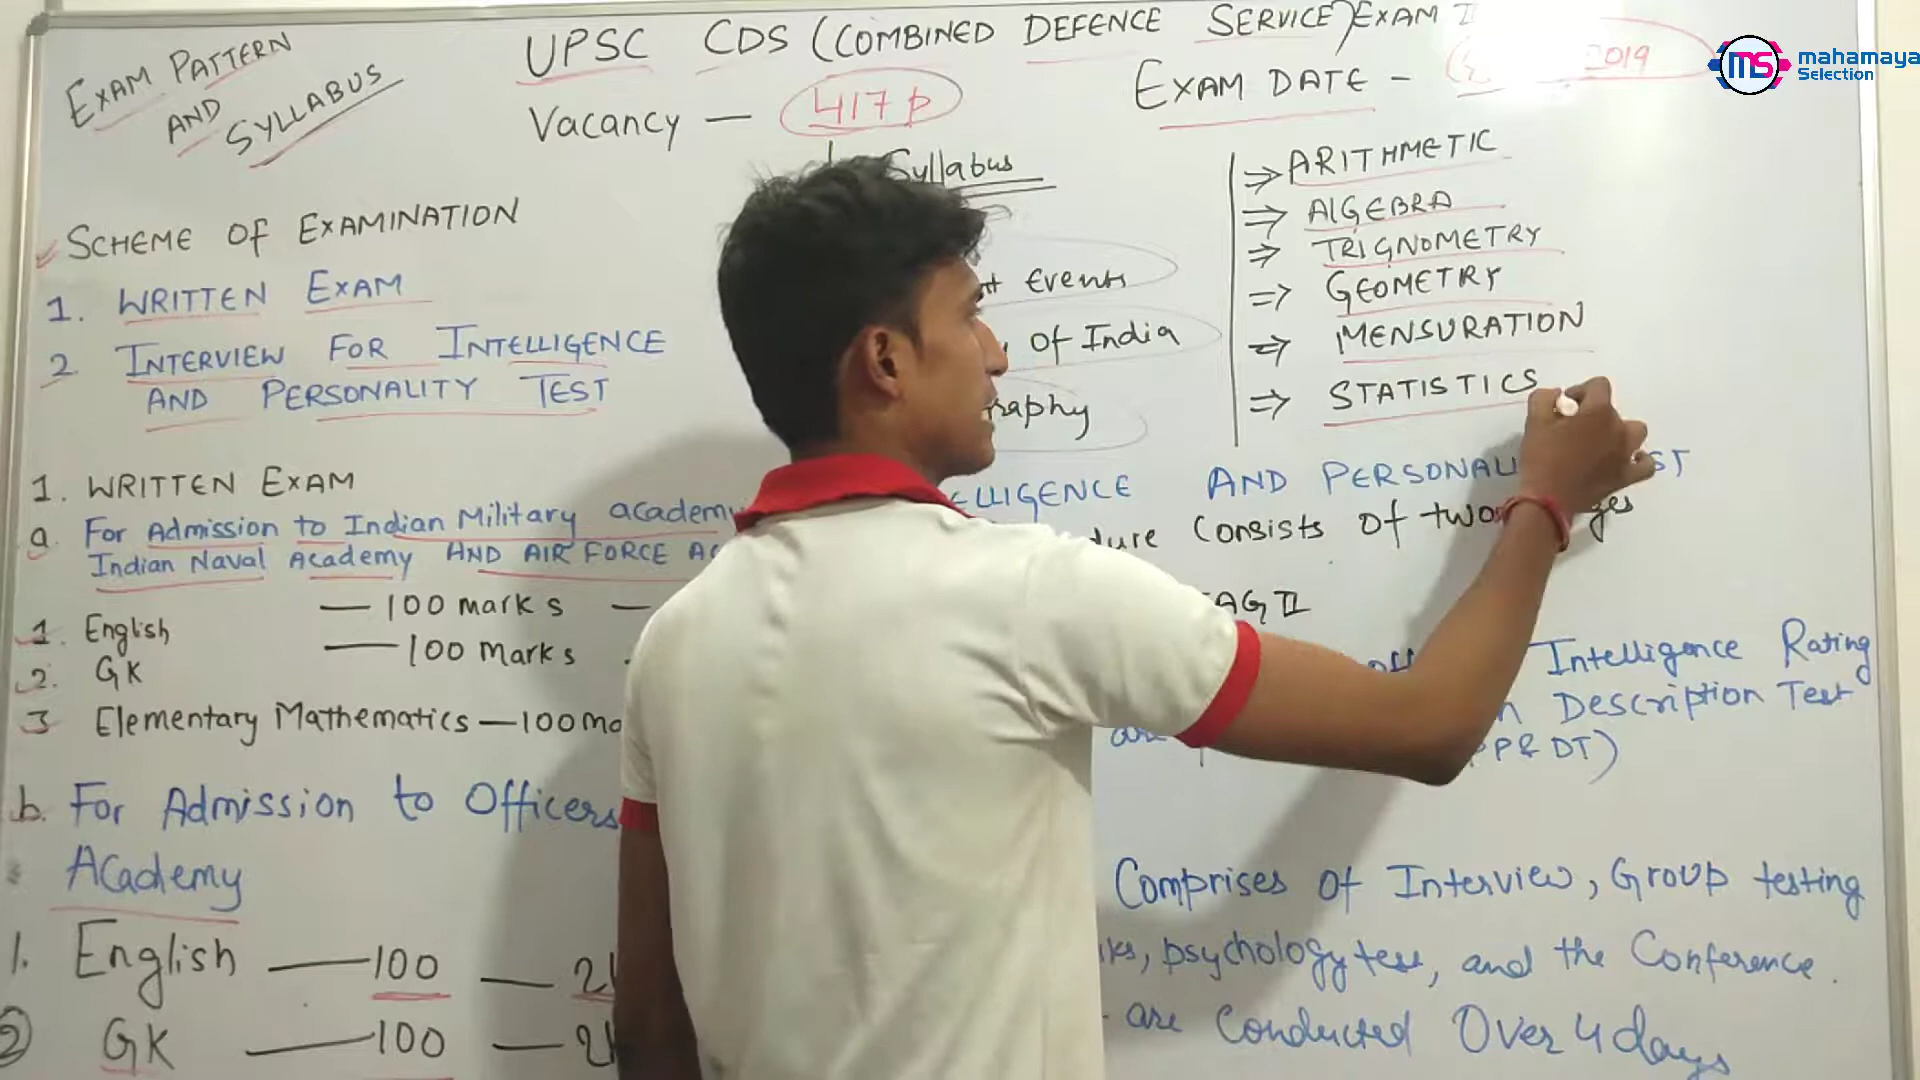 EXAM PATTERN
AND
SYLLABUS
UPSC CDS (COMBINED DEFENCE SERVICE) EXAM
Vacancy — 417 P
EXAM DATE - 2019
mahamaya
Selection
MS
Syllabus
SCHEME OF EXAMINATION
1. WRITTEN EXAM
2 INTERVIEW FOR INTELLIGENCE
AND PERSONALITY TEST
Events
of India
⇒ ARITHMETIC
⇒ AlGEBRA
⇒ TRIGNOMETRY
⇒ GEOMETRY
⇒ MENSURATION
⇒ STATISTICS
1. WRITTEN EXAM
a. For Admission to Indian Military academy
Indian Naval Academy AND AIR FORCE
1. English — 100 marks —
2. GK — 100 marks
3 Elementary Mathematics — 100
b. For Admission to Officers
Academy
1. English — 100 —
② GK — 100 —
AND
Consists of two
II
Intelligence Rating
Description Test
PP& DT)
Comprises of Interview, Group testing
psychology test, and the Conference.
are Conducted Over 4 days